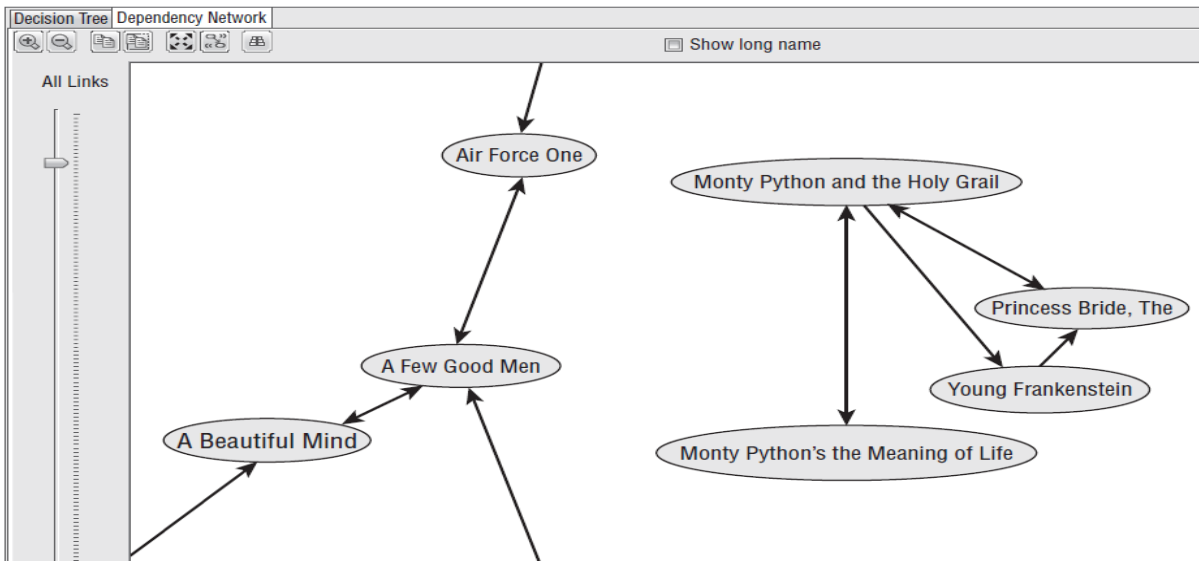 Decision Tree Dependency Network
Show long name
All Links
Air Force One
Monty Python and the Holy Grail
Princess Bride, The
A Few Good Men
Young Frankenstein
A Beautiful Mind
Monty Python's the Meaning of Life